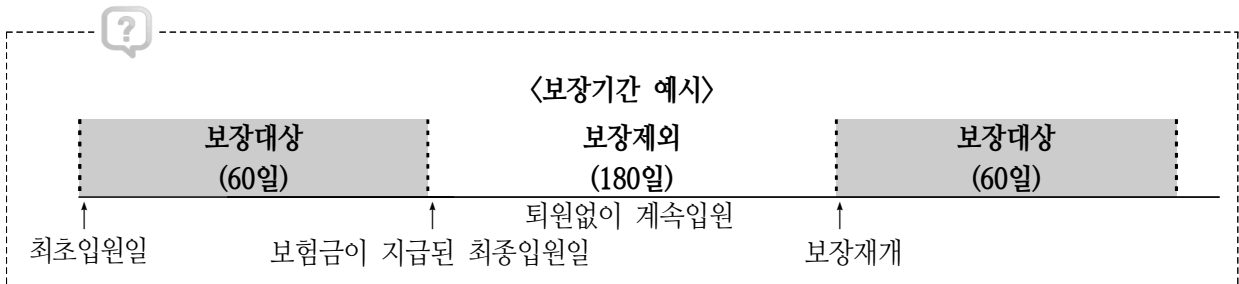 ?
〈보장기간 예시〉
보장대상 보장제외 보장대상
(60일) (180일) (60일)
퇴원없이 계속입원
↑ ↑ ↑
최초입원일 보험금이 지급된 최종입원일 보장재개